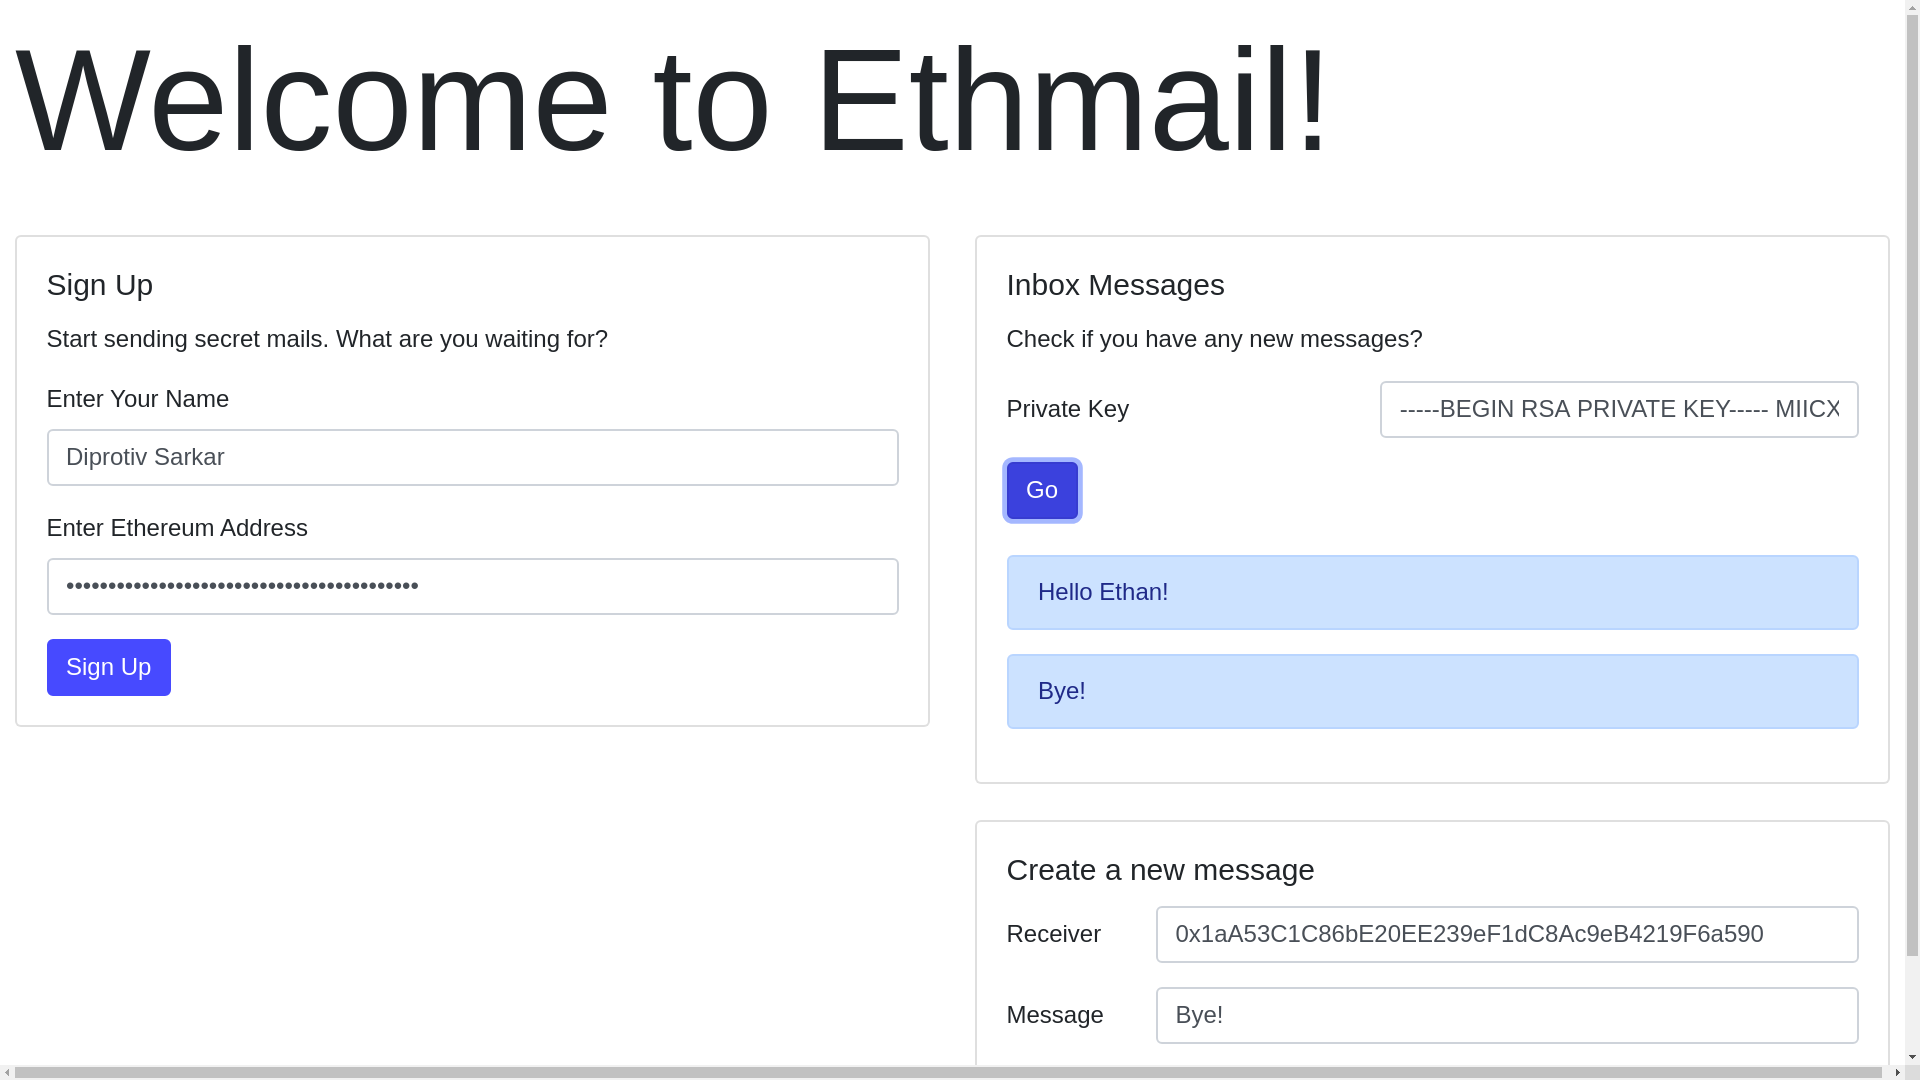 Welcome to Ethmail!
Sign Up
Start sending secret mails. What are you waiting for?
Enter Your Name
Diprotiv Sarkar
Enter Ethereum Address
••••••••••••••••••••••••••••••••••••••••••
Sign Up
Inbox Messages
Check if you have any new messages?
Private Key
-----BEGIN RSA PRIVATE KEY----- MIICX
Go
Hello Ethan!
Bye!
Create a new message
Receiver
0x1aA53C1C86bE20EE239eF1dC8Ac9eB4219F6a590
Message
Bye!